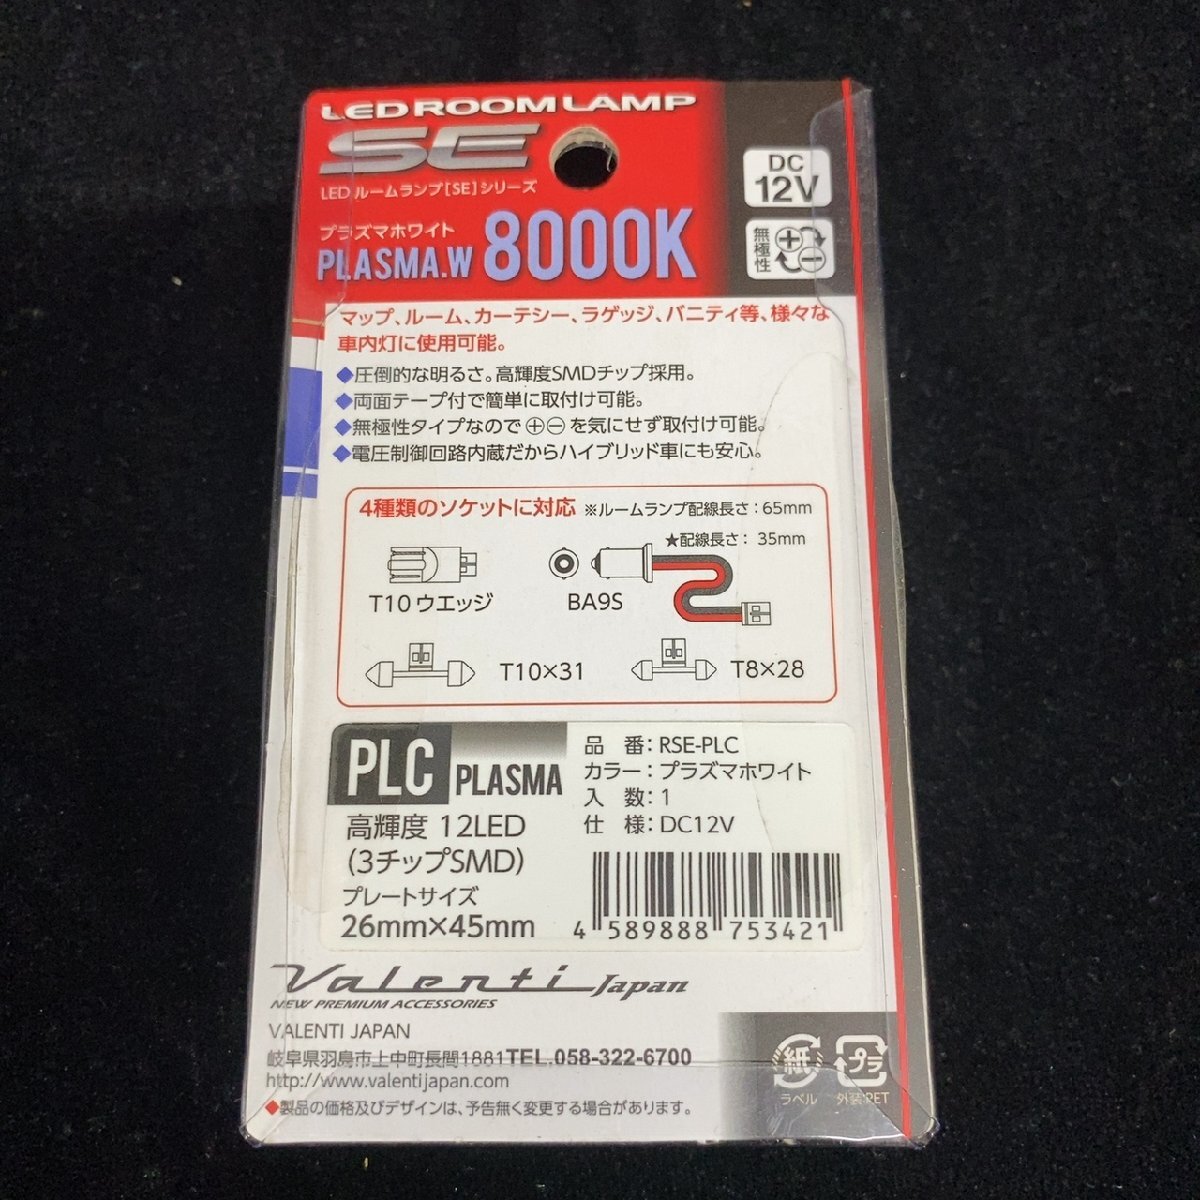 LED ROOM LAMP
SE
LED ルームランプ[SE]シリーズ
DC
12V
プラズマホワイト
PLASMA.W 8000K
無極性
マップ、ルーム、カーテシー、ラゲッジ、バニティ等、様々な
車内灯に使用可能。
◆圧倒的な明るさ。高輝度SMDチップ採用。
◆両面テープ付で簡単に取付け可能。
◆無極性タイプなので⊕⊖を気にせず取付け可能。
◆電圧制御回路内蔵だからハイブリッド車にも安心。
4種類のソケットに対応 ※ルームランプ配線長さ：65mm
★配線長さ： 35mm
T10 ウエッジ
BA9S
T10×31
T8×28
PLC PLASMA
高輝度 12LED
(3チップSMD)
プレートサイズ
26mm×45mm
品 番：RSE-PLC
カラー：プラズマホワイト
入 数：1
仕 様：DC12V
4 589888 753421
Valenti Japan
NEW PREMIUM ACCESSORIES
VALENTI JAPAN
岐阜県羽島市上中町長間1881 TEL.058-322-6700
http://www.valentijapan.com
◆製品の価格及びデザインは、予告無く変更する場合があります。
紙
ラベル
プラ
外装:PET